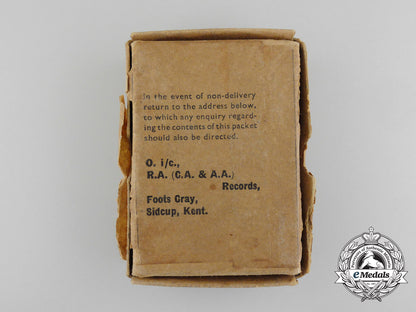 In the event of non-delivery
return to the address below,
to which any enquiry regard-
ing the contents of this packet
should also be directed.
O. i/c.,
R.A. (C.A. & A.A.)
Records,
Foots Cray,
Sidcup, Kent.
eMedals